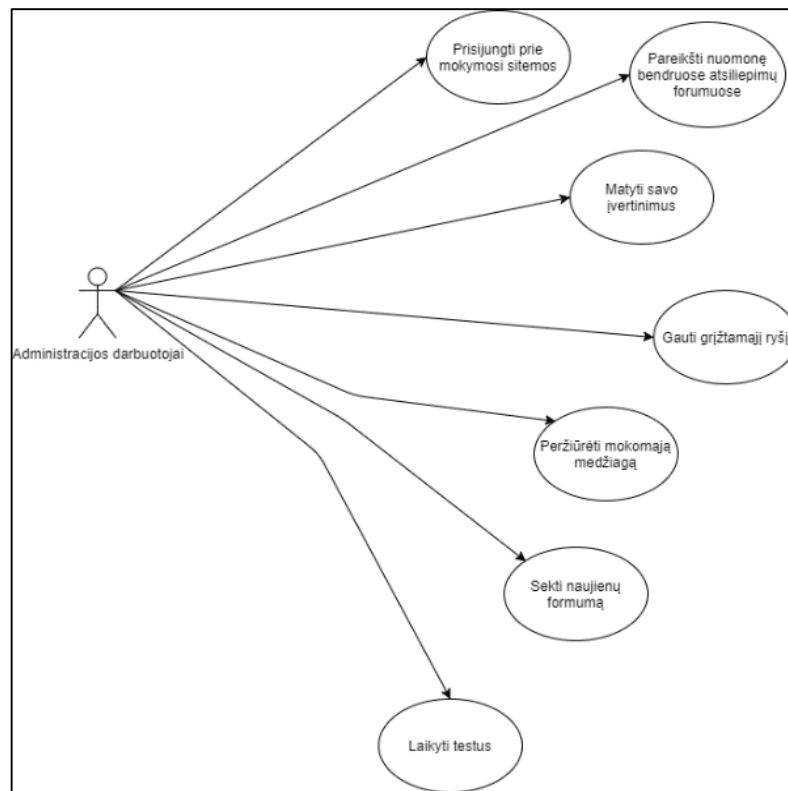 Prisijungti prie
mokymosi sitemos
Pareikšti nuomonę
bendruose atsiliepimų
forumuose
Matyti savo
įvertinimus
Gauti grįžtamąjį ryšį
Administracijos darbuotojai
Peržiūrėti mokomąją
medžiagą
Sekti naujienų
formumą
Laikyti testus